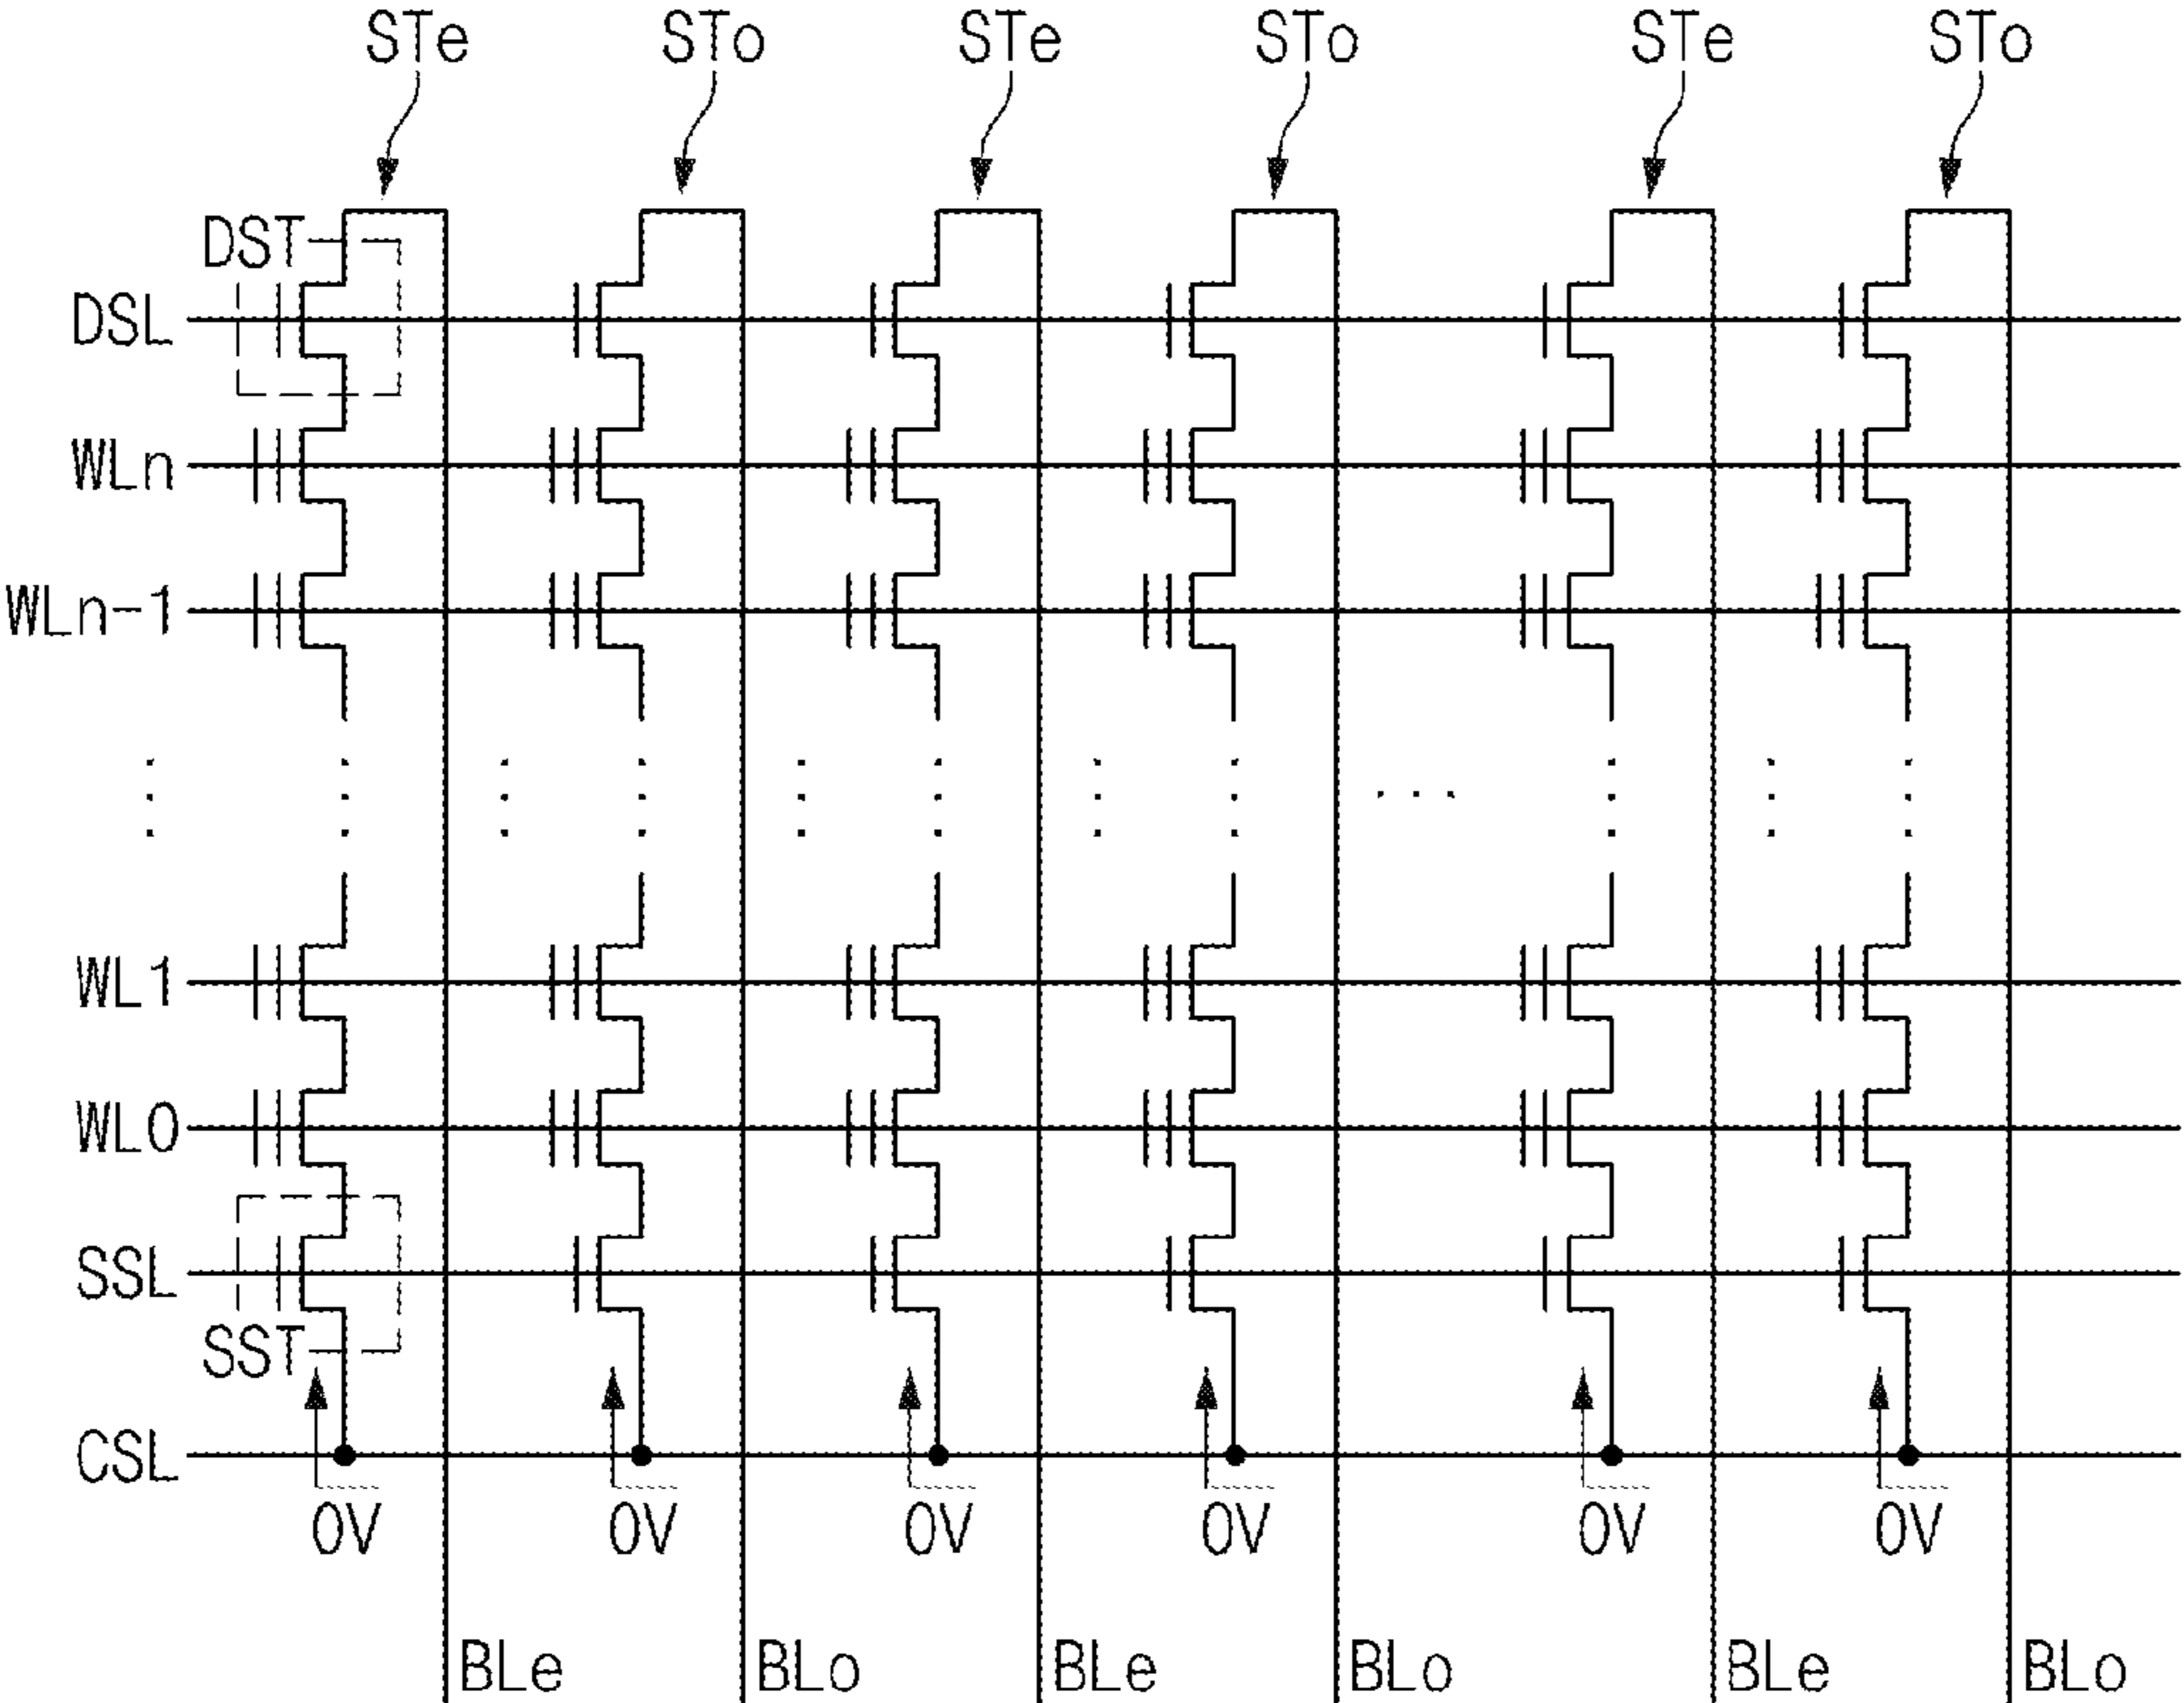 STe STo STe STo STe STo
DST
DSL
WLn
WLn-1
WL1
WL0
SSL
SST
CSL
0V 0V 0V 0V 0V 0V
BLe BLo BLe BLo BLe BLo